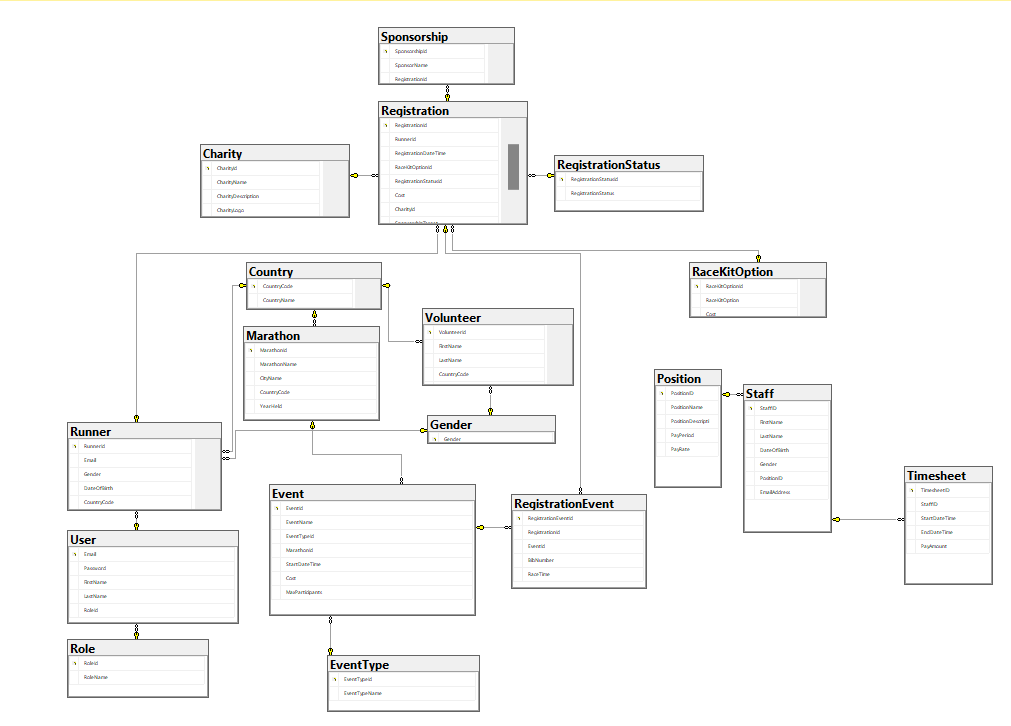 Sponsorship
SponsorshipId
SponsorName
RegistrationId
Registration
RegistrationId
RunnerId
RegistrationDateTime
RaceKitOptionId
RegistrationStatusId
Cost
CharityId
Charity
CharityId
CharityName
CharityDescription
CharityLogo
RegistrationStatus
RegistrationStatusId
RegistrationStatus
Country
CountryCode
CountryName
RaceKitOption
RaceKitOptionId
RaceKitOption
Cost
Volunteer
VolunteerId
FirstName
LastName
CountryCode
Marathon
MarathonId
MarathonName
CityName
CountryCode
YearHeld
Position
PositionID
PositionName
PositionDescripti
PayPeriod
PayRate
Staff
StaffID
FirstName
LastName
DateOfBirth
Gender
PositionID
EmailAddress
Gender
Gender
Runner
RunnerId
Email
Gender
DateOfBirth
CountryCode
Timesheet
TimesheetID
StaffID
StartDateTime
EndDateTime
PayAmount
Event
EventId
EventName
EventTypeId
MarathonId
StartDateTime
Cost
MaxParticipants
RegistrationEvent
RegistrationEventId
RegistrationId
EventId
BibNumber
RaceTime
User
Email
Password
FirstName
LastName
RoleId
Role
RoleId
RoleName
EventType
EventTypeId
EventTypeName